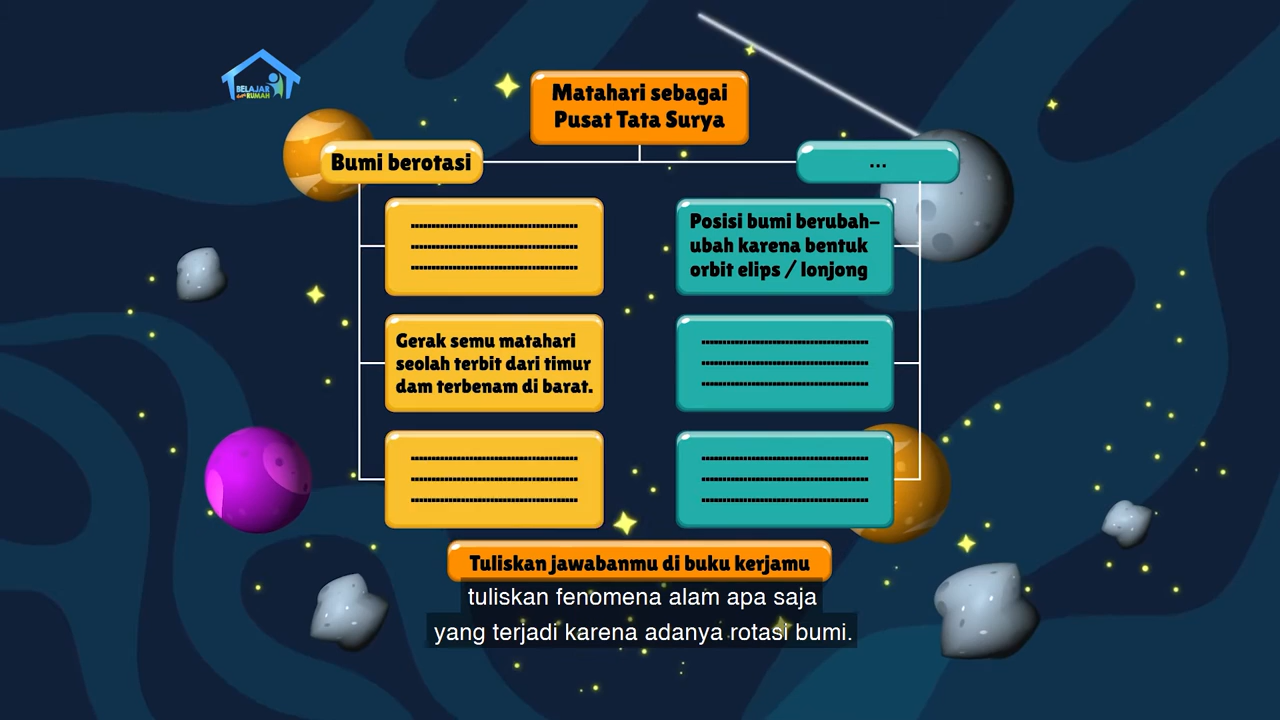 BELAJAR
dari
RUMAH
Matahari sebagai
Pusat Tata Surya
Bumi berotasi
...
Posisi bumi berubah-
ubah karena bentuk
orbit elips / lonjong
Gerak semu matahari
seolah terbit dari timur
dam terbenam di barat.
Tuliskan jawabanmu di buku kerjamu
tuliskan fenomena alam apa saja
yang terjadi karena adanya rotasi bumi.